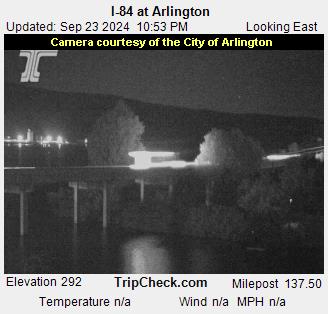 I-84 at Arlington
Updated: Sep 23 2024 10:53 PM Looking East
Camera courtesy of the City of Arlington
Elevation 292 TripCheck.com Milepost 137.50
Temperature n/a Wind n/a MPH n/a